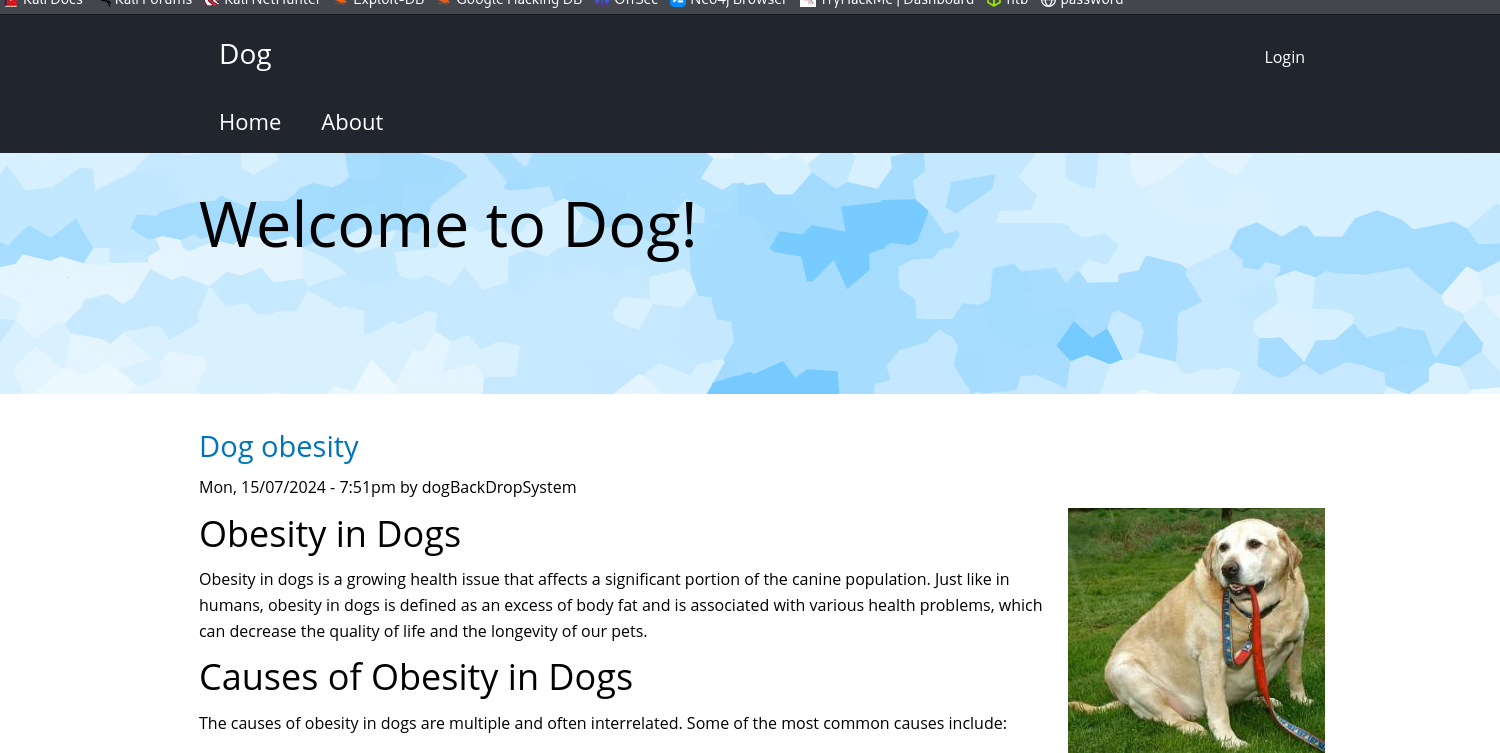 Kali Docs Kali Forums Kali NetHunter Exploit-DB Google Hacking DB OffSec Neo4j Browser TryHackMe | Dashboard htb password
Dog
Login
Home About
Welcome to Dog!
Dog obesity
Mon, 15/07/2024 - 7:51pm by dogBackDropSystem
Obesity in Dogs
Obesity in dogs is a growing health issue that affects a significant portion of the canine population. Just like in
humans, obesity in dogs is defined as an excess of body fat and is associated with various health problems, which
can decrease the quality of life and the longevity of our pets.
Causes of Obesity in Dogs
The causes of obesity in dogs are multiple and often interrelated. Some of the most common causes include: